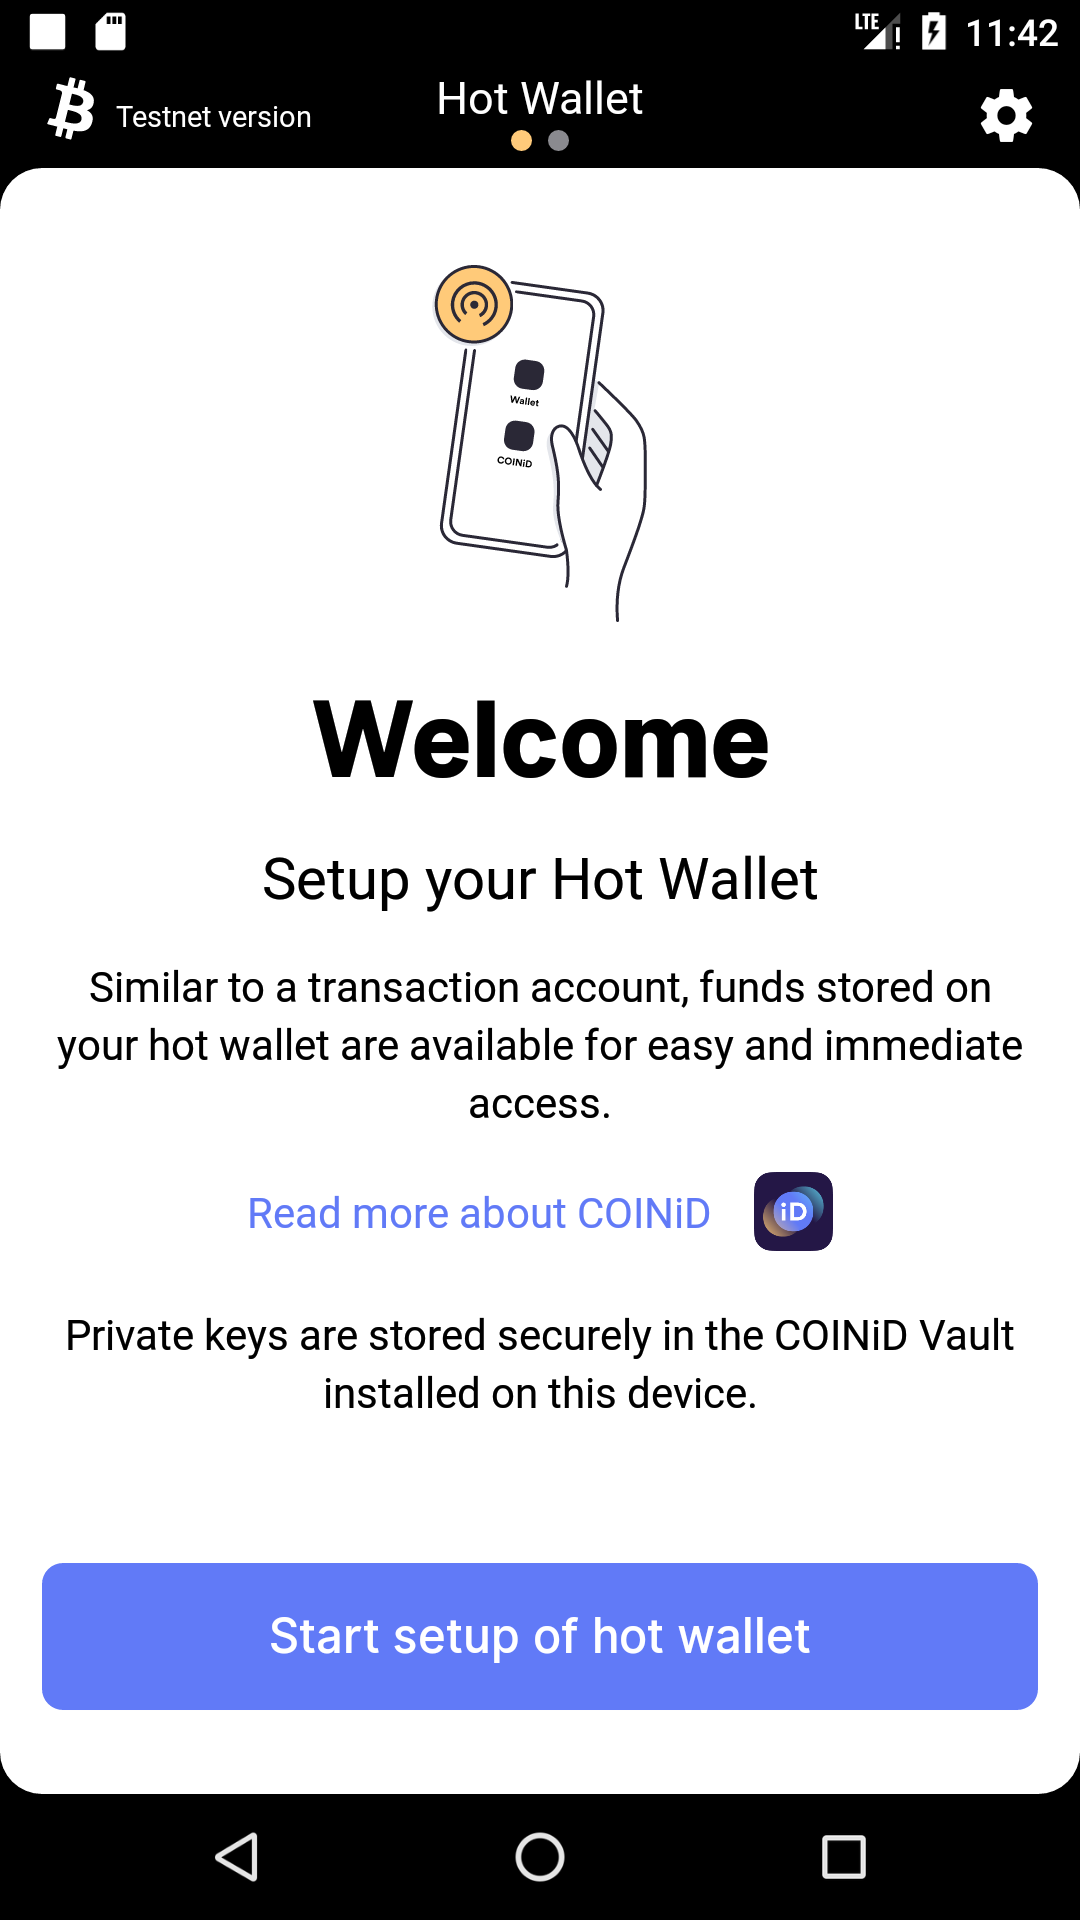 LTE 11:42
Testnet version
Hot Wallet
Wallet
COINiD
Welcome
Setup your Hot Wallet
Similar to a transaction account, funds stored on
your hot wallet are available for easy and immediate
access.
Read more about COINiD
iD
Private keys are stored securely in the COINiD Vault
installed on this device.
Start setup of hot wallet